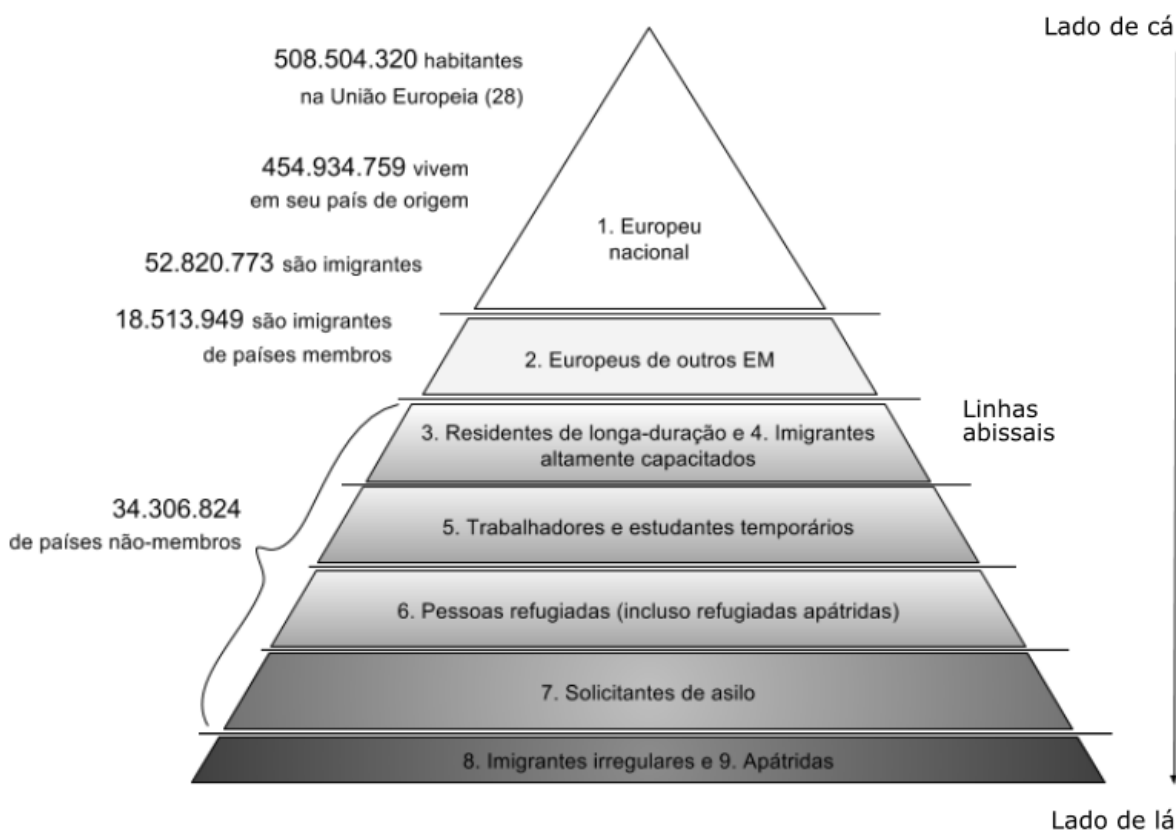 Lado de cá
508.504.320 habitantes
na União Europeia (28)
454.934.759 vivem
em seu país de origem
1. Europeu
nacional
52.820.773 são imigrantes
18.513.949 são imigrantes
de países membros
2. Europeus de outros EM
Linhas
abissais
3. Residentes de longa-duração e 4. Imigrantes
altamente capacitados
34.306.824
de países não-membros
5. Trabalhadores e estudantes temporários
6. Pessoas refugiadas (incluso refugiadas apátridas)
7. Solicitantes de asilo
8. Imigrantes irregulares e 9. Apátridas
Lado de lá